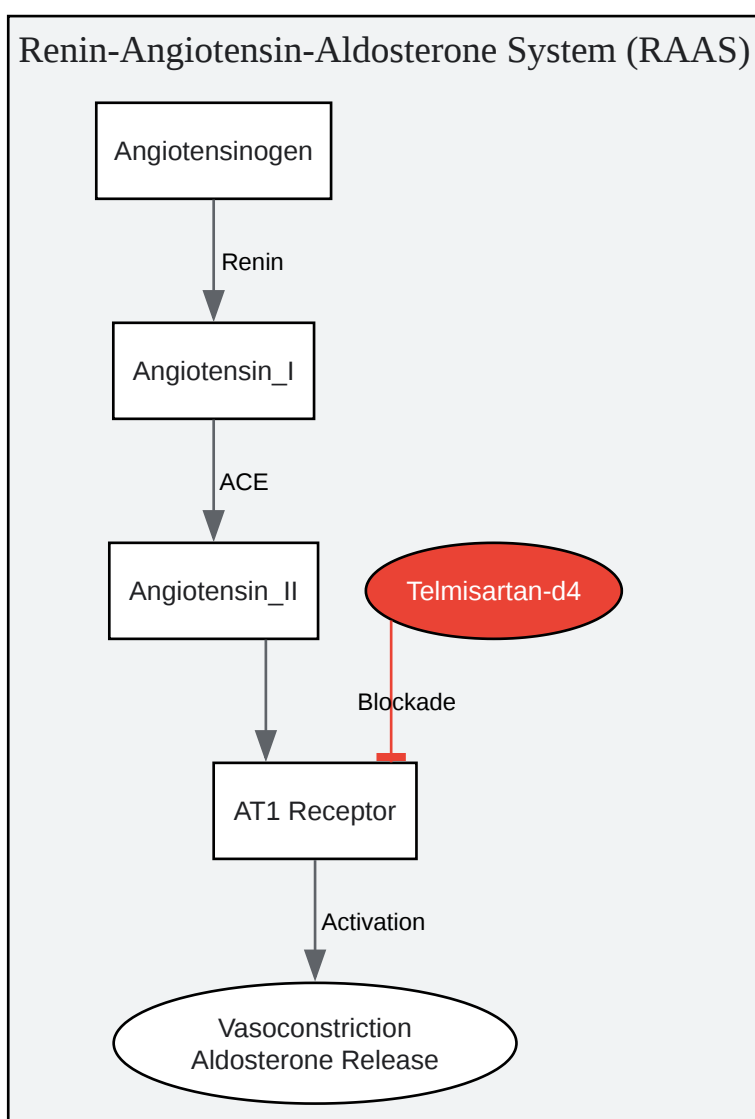 Renin-Angiotensin-Aldosterone System (RAAS)
Angiotensinogen
Renin
Angiotensin_I
ACE
Angiotensin_II
Telmisartan-d4
Blockade
AT1 Receptor
Activation
Vasoconstriction
Aldosterone Release